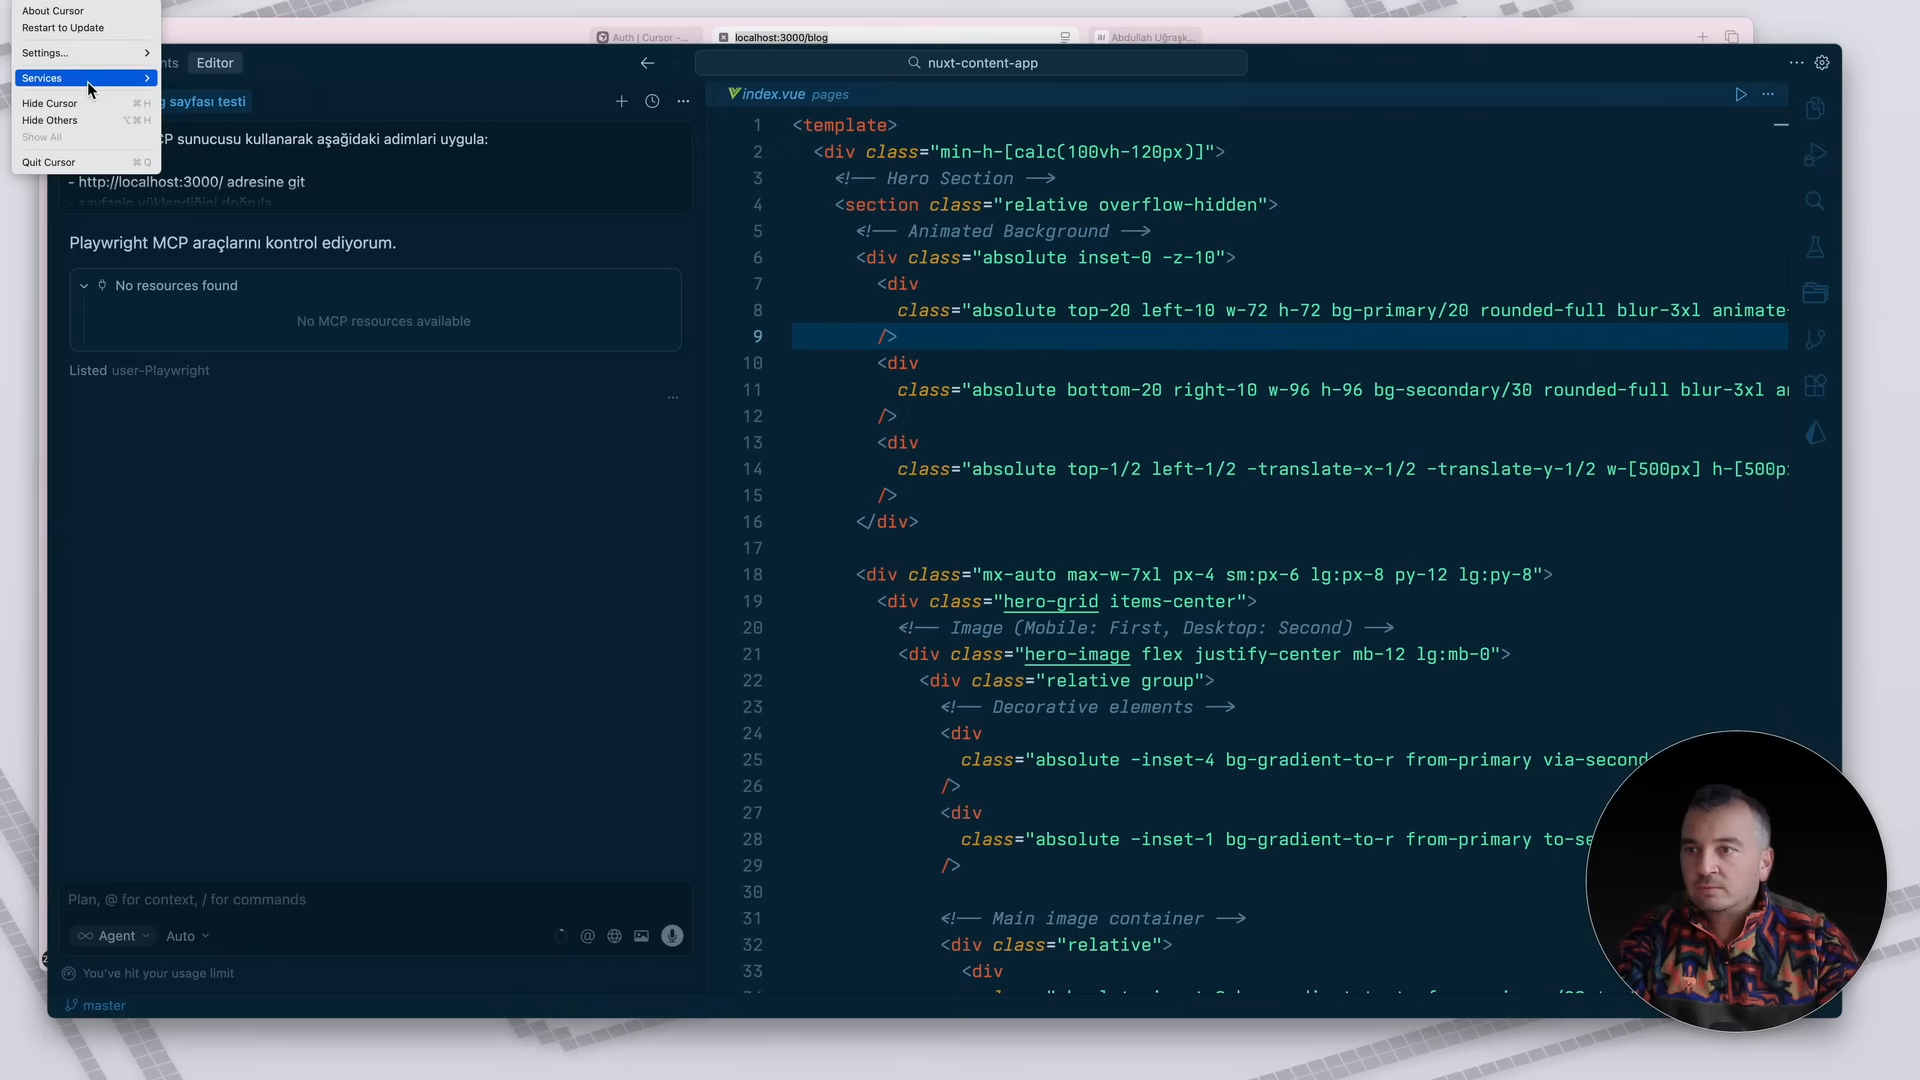 About Cursor
Restart to Update
Settings...
Services
Hide Cursor ⌘ H
Hide Others ⌥ ⌘ H
Show All
Quit Cursor ⌘ Q
Auth | Cursor -...
localhost:3000/blog
Abdullah Uğraşk...
Editor
nuxt-content-app
sayfası testi
CP sunucusu kullanarak aşağıdaki adimlari uygula:
- http://localhost:3000/ adresine git
- sayfanin yüklendiğini doğrula
Playwright MCP araçlarını kontrol ediyorum.
No resources found
No MCP resources available
Listed user-Playwright
...
Plan, @ for context, / for commands
Agent
Auto
You've hit your usage limit
master
index.vue pages
1 <template>
2 <div class="min-h-[calc(100vh-120px)]">
3 <!-- Hero Section -->
4 <section class="relative overflow-hidden">
5 <!-- Animated Background -->
6 <div class="absolute inset-0 -z-10">
7 <div
8 class="absolute top-20 left-10 w-72 h-72 bg-primary/20 rounded-full blur-3xl animate-
9 />
10 <div
11 class="absolute bottom-20 right-10 w-96 h-96 bg-secondary/30 rounded-full blur-3xl
12 />
13 <div
14 class="absolute top-1/2 left-1/2 -translate-x-1/2 -translate-y-1/2 w-[500px] h-[500p
15 />
16 </div>
17
18 <div class="mx-auto max-w-7xl px-4 sm:px-6 lg:px-8 py-12 lg:py-8">
19 <div class="hero-grid items-center">
20 <!-- Image (Mobile: First, Desktop: Second) -->
21 <div class="hero-image flex justify-center mb-12 lg:mb-0">
22 <div class="relative group">
23 <!-- Decorative elements -->
24 <div
25 class="absolute -inset-4 bg-gradient-to-r from-primary via-second
26 />
27 <div
28 class="absolute -inset-1 bg-gradient-to-r from-primary to-se
29 />
30
31 <!-- Main image container -->
32 <div class="relative">
33 <div